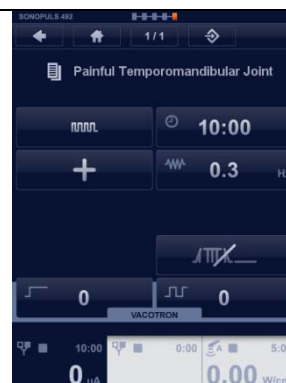 SONOPULS 492
1/1
Painful Temporomandibular Joint
10:00
0.3 H
0
0
VACOTRON
10:00 0:00 5:0
0 µA 0.00 W/c